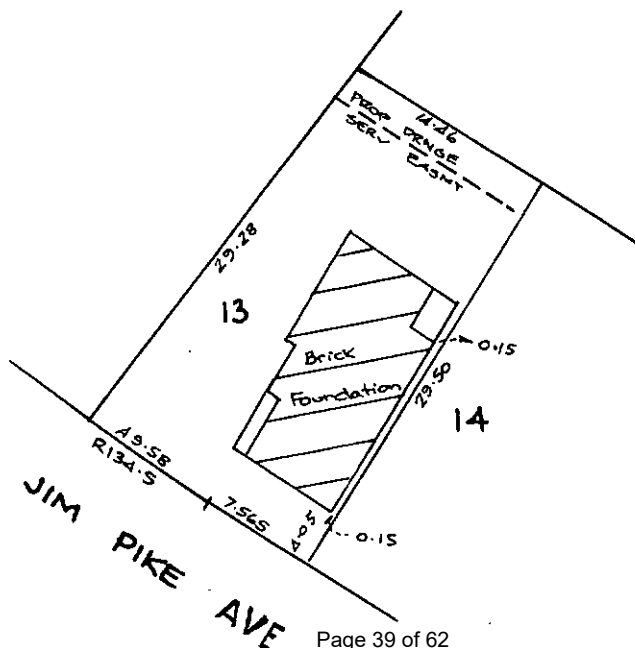 14.46
PROP DRNGE
SERV EASMT
29.28
13
Brick
Foundation
0.15
29.50
14
A9.58
R134.5
7.565
0.15
JIM PIKE AVE
Page 39 of 62